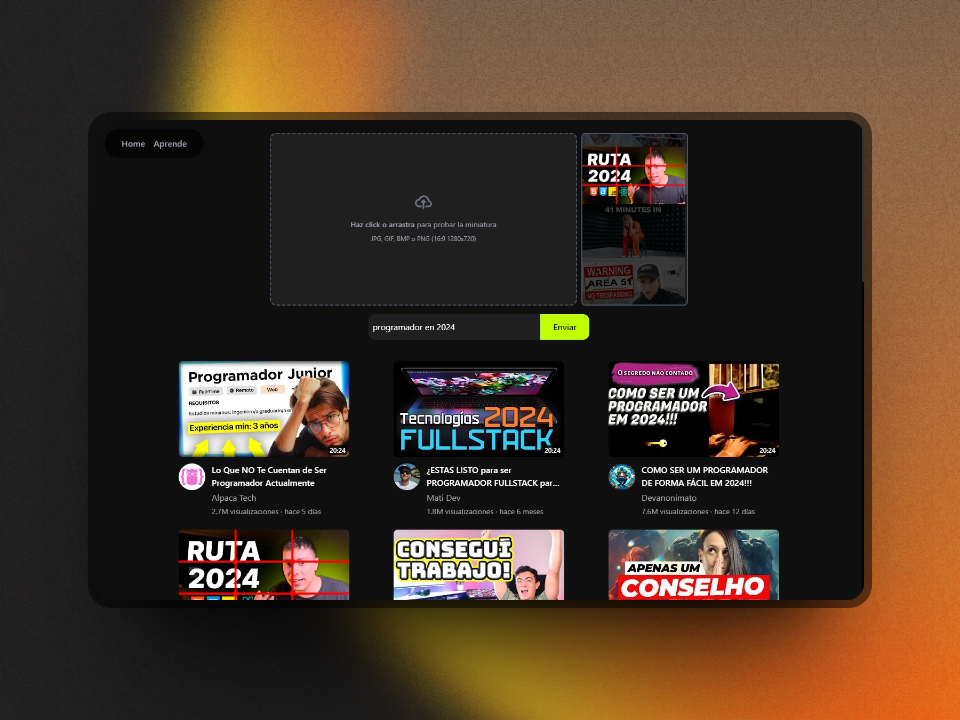 Home Aprende
Haz click o arrastra para probar la miniatura
JPG, GIF, BMP o PNG (16:9 1280x720)
RUTA
2024
41 MINUTES IN
WARNING
AREA 51
NO TRESPASSING
programador en 2024
Enviar
Programador Junior
Full-Time
Remoto
Web
REQUISITOS
Experiencia min: 3 años
20:24
Lo Que NO Te Cuentan de Ser
Programador Actualmente
Alpaca Tech
2.7M visualizaciones · hace 5 días
Tecnologías 2024
FULLSTACK
20:24
¿ESTAS LISTO para ser
PROGRAMADOR FULLSTACK par...
Mati Dev
1.8M visualizaciones · hace 6 meses
O SEGREDO NÃO CONTADO
COMO SER UM
PROGRAMADOR
EM 2024!!!
20:24
COMO SER UM PROGRAMADOR
DE FORMA FÁCIL EM 2024!!!
Devanonimato
7.6M visualizaciones · hace 12 días
RUTA
2024
CONSEGUÍ
TRABAJO!
APENAS UM
CONSELHO